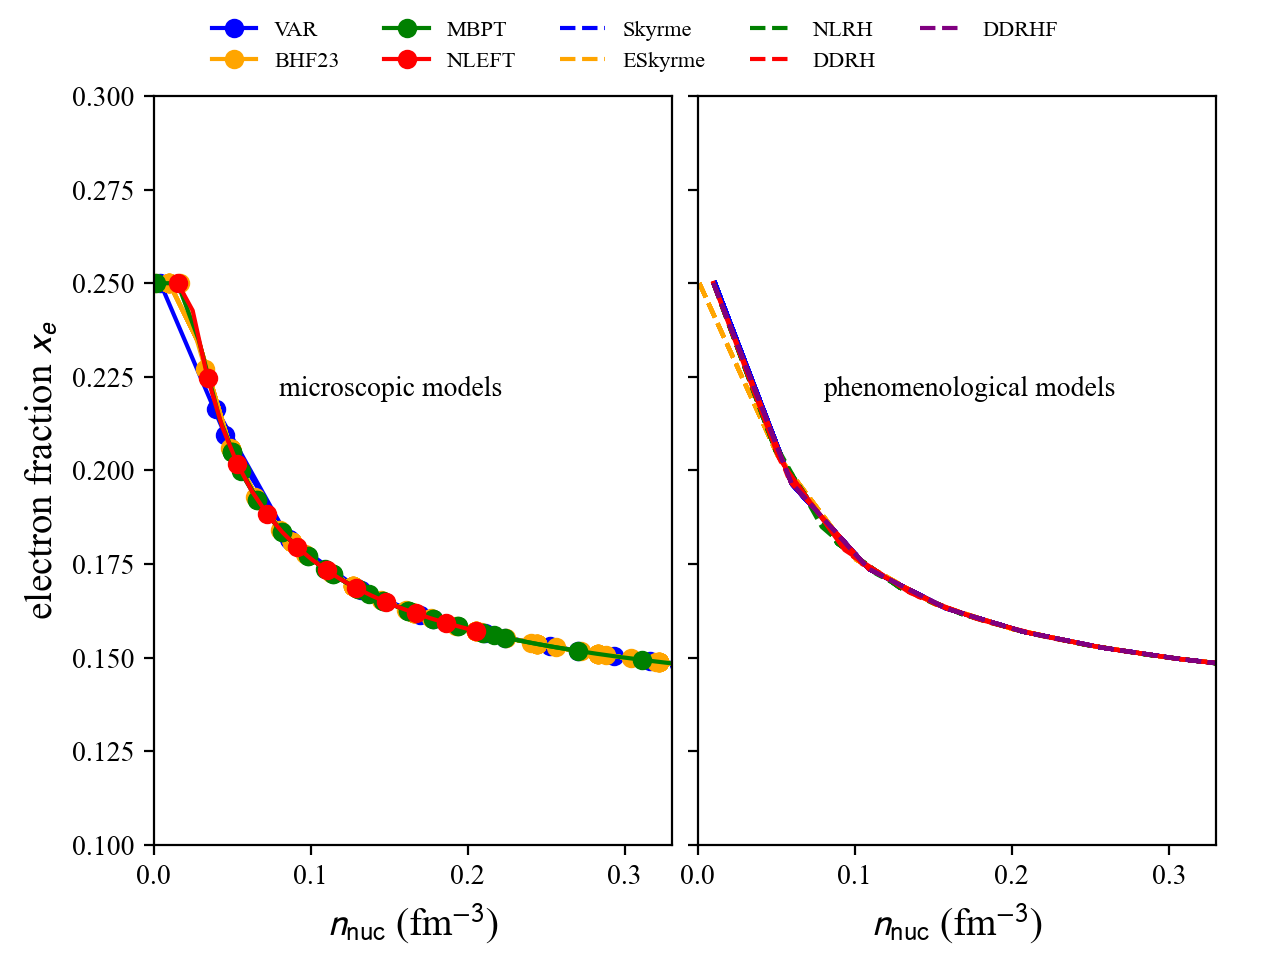 VAR MBPT Skyrme NLRH DDRHF
BHF23 NLEFT ESkyrme DDRH
0.300
0.275
0.250
0.225
0.200
0.175
0.150
0.125
0.100
electron fraction xₑ
microscopic models
phenomenological models
0.0 0.1 0.2 0.3 0.0 0.1 0.2 0.3
n_nuc (fm⁻³) n_nuc (fm⁻³)